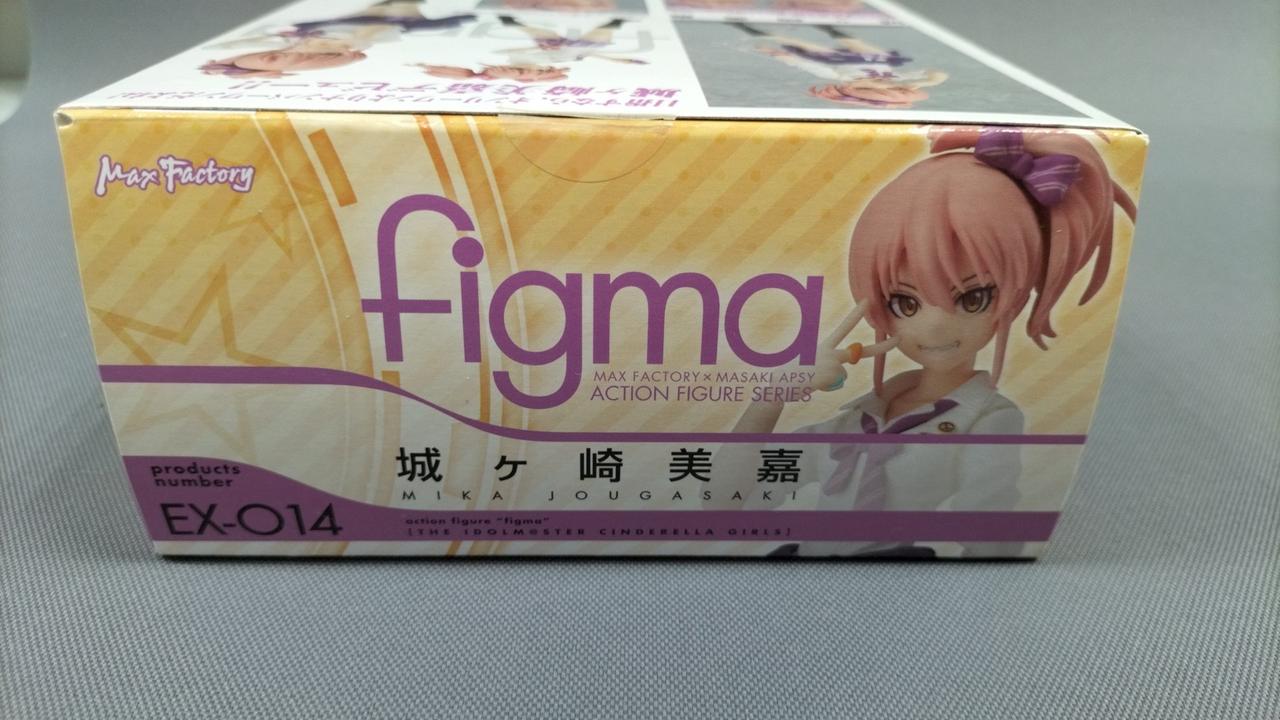 Max Factory
figma
MAX FACTORY×MASAKI APSY
ACTION FIGURE SERIES
城ヶ崎美嘉
MIKA JOUGASAKI
products
number
EX-014
action figure "figma"
[THE IDOLM@STER CINDERELLA GIRLS]